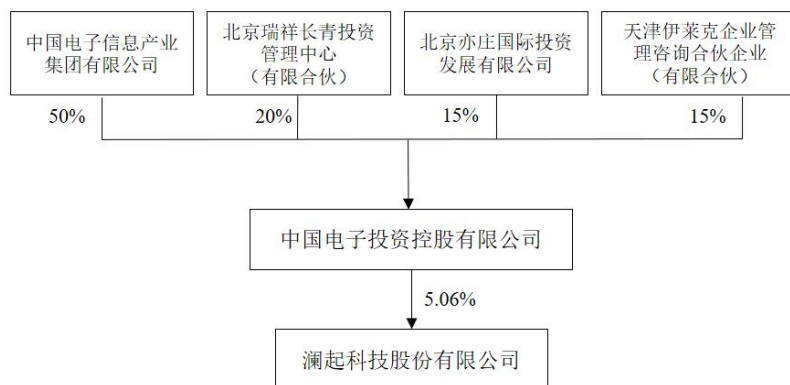 中国电子信息产业
集团有限公司
北京瑞祥长青投资
管理中心
（有限合伙）
北京亦庄国际投资
发展有限公司
天津伊莱克企业管
理咨询合伙企业
（有限合伙）
50%
20%
15%
15%
中国电子投资控股有限公司
5.06%
澜起科技股份有限公司